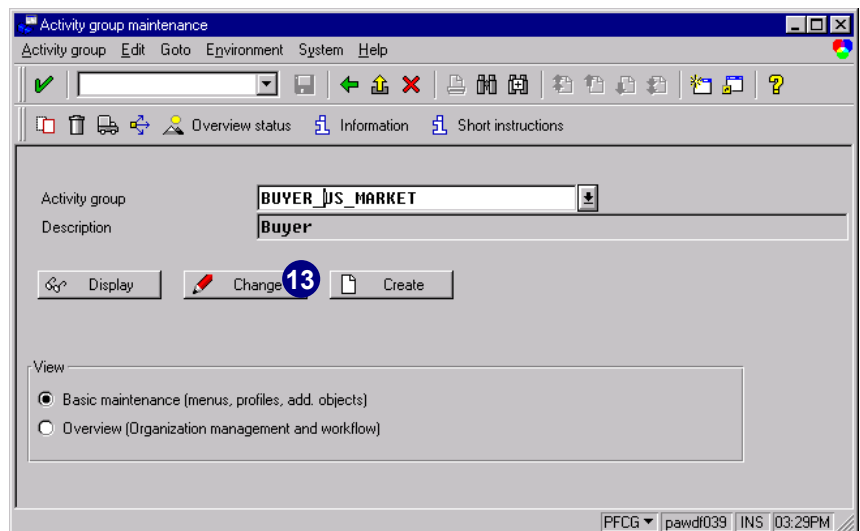 Activity group maintenance
Activity group Edit Goto Environment System Help
Overview status Information Short instructions
Activity group BUYER_US_MARKET
Description Buyer
Display Change 13 Create
View
Basic maintenance (menus, profiles, add. objects)
Overview (Organization management and workflow)
PFCG pawdf039 INS 03:29PM